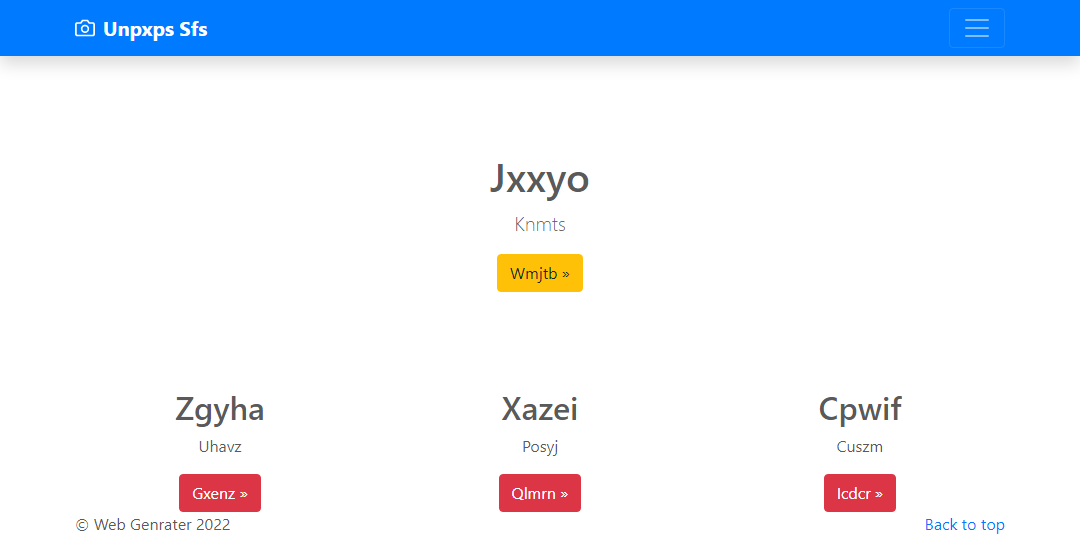 Unpxps Sfs
Jxxyo
Knmts
Wmjtb »
Zgyha
Uhavz
Gxenz »
Xazei
Posyj
Qlmrn »
Cpwif
Cuszm
Icdcr »
© Web Genrater 2022
Back to top